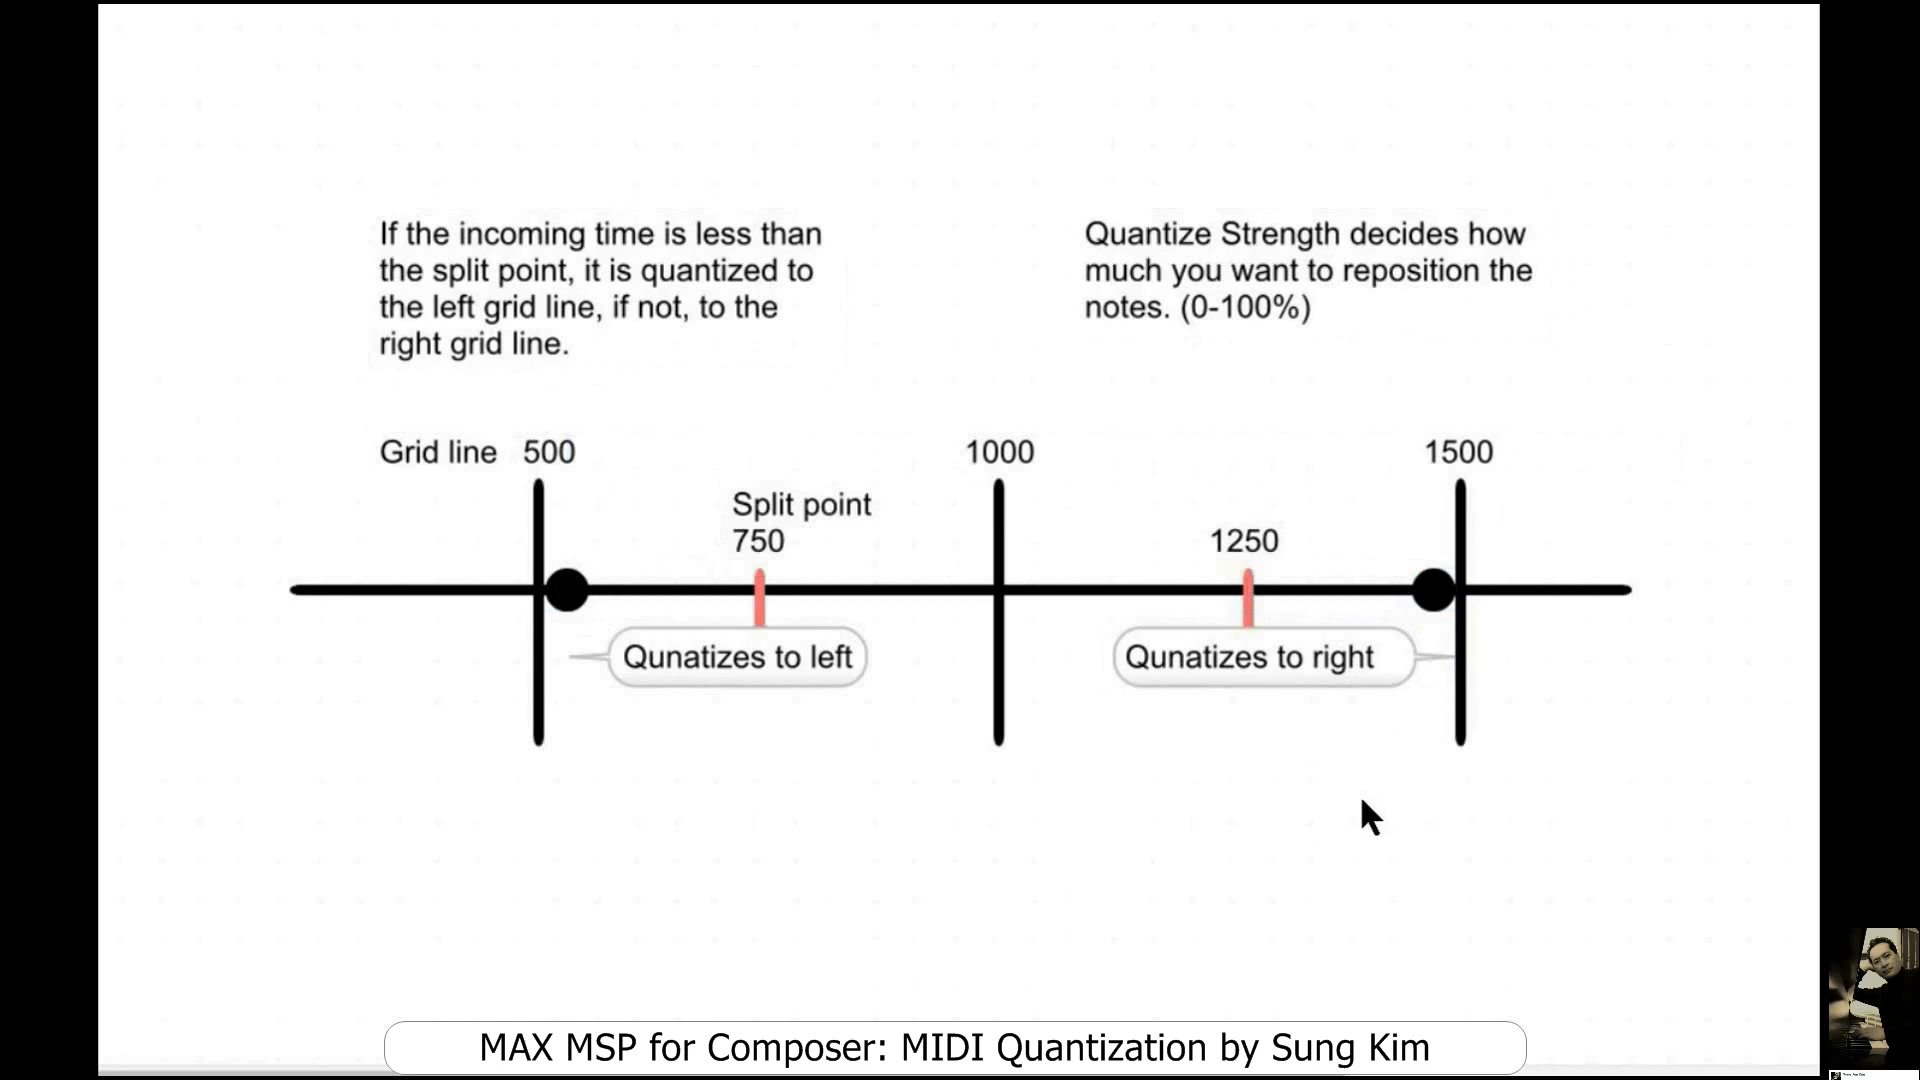 If the incoming time is less than
the split point, it is quantized to
the left grid line, if not, to the
right grid line.
Quantize Strength decides how
much you want to reposition the
notes. (0-100%)
Grid line 500
1000
1500
Split point
750
1250
Qunatizes to left
Qunatizes to right
MAX MSP for Composer: MIDI Quantization by Sung Kim